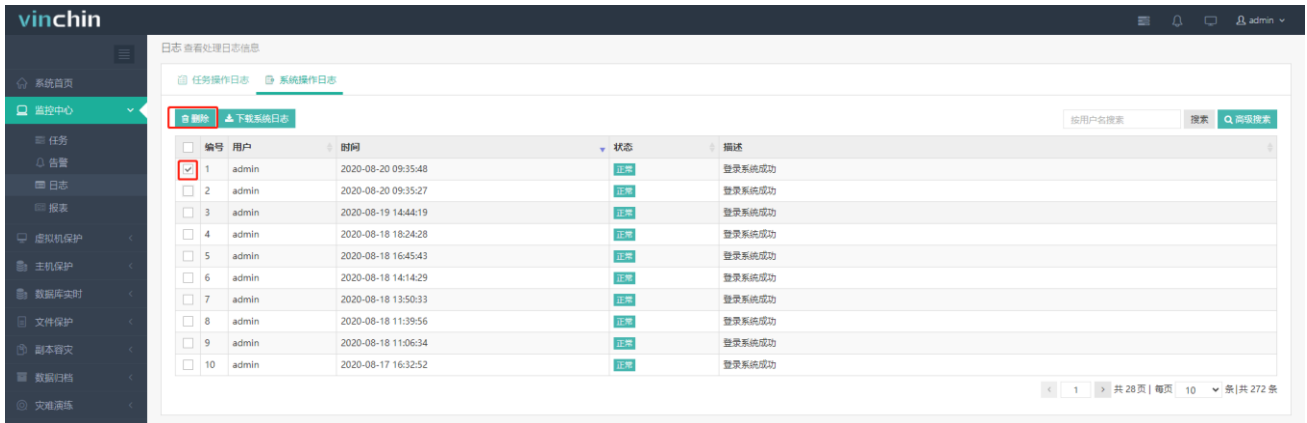 vinchin
admin
日志 查看处理日志信息
任务操作日志 系统操作日志
系统首页
监控中心
任务
告警
日志
报表
虚拟机保护
主机保护
数据库实时
文件保护
副本容灾
数据归档
灾难演练
删除 下载系统日志 按用户名搜索 搜索 高级搜索
编号 用户 时间 状态 描述
1 admin 2020-08-20 09:35:48 正常 登录系统成功
2 admin 2020-08-20 09:35:27 正常 登录系统成功
3 admin 2020-08-19 14:44:19 正常 登录系统成功
4 admin 2020-08-18 18:24:28 正常 登录系统成功
5 admin 2020-08-18 16:45:43 正常 登录系统成功
6 admin 2020-08-18 14:14:29 正常 登录系统成功
7 admin 2020-08-18 13:50:33 正常 登录系统成功
8 admin 2020-08-18 11:39:56 正常 登录系统成功
9 admin 2020-08-18 11:06:34 正常 登录系统成功
10 admin 2020-08-17 16:32:52 正常 登录系统成功
1 共 28 页 | 每页 10 条|共 272 条